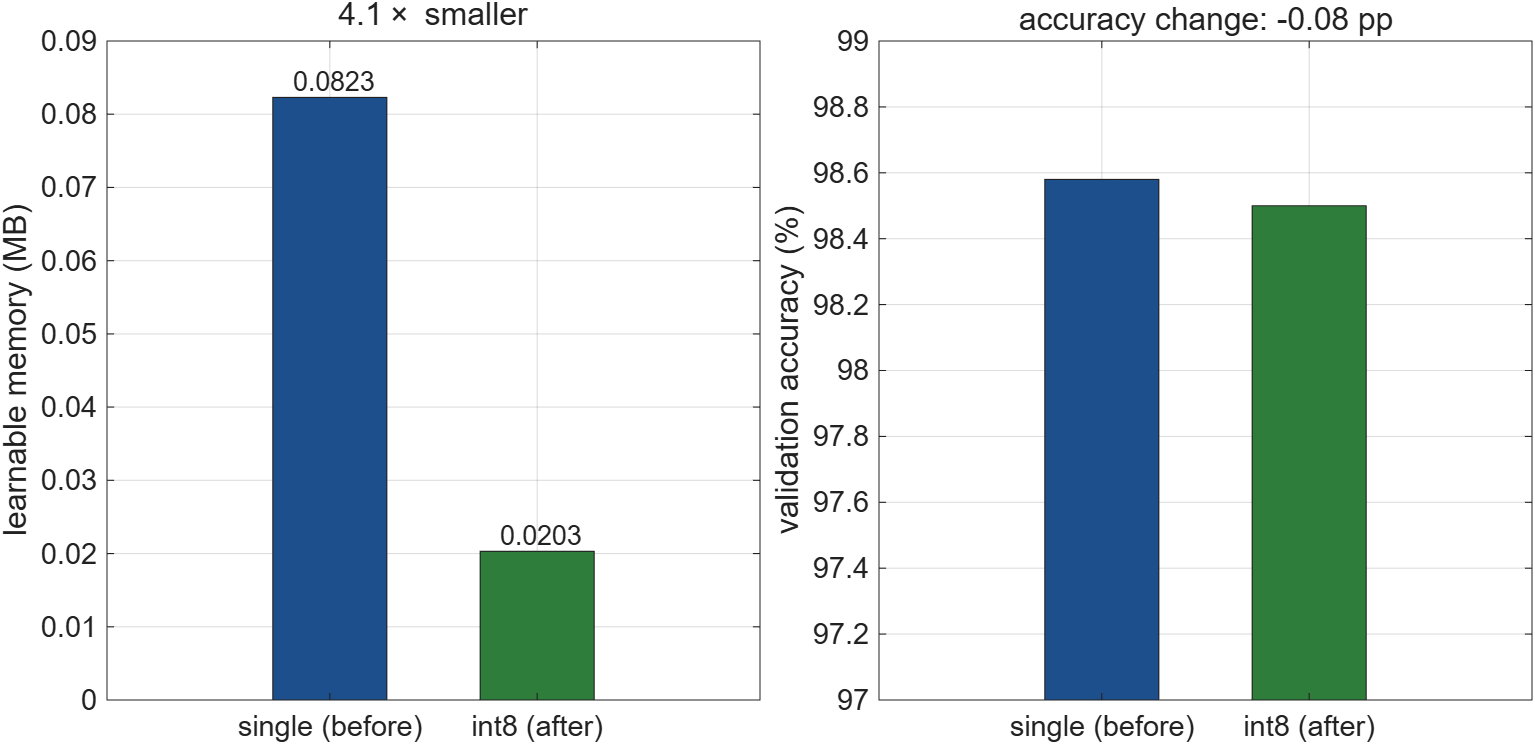 4.1 × smaller
0.09
0.08
0.07
0.06
0.05
0.04
0.03
0.02
0.01
0
learnable memory (MB)
0.0823
0.0203
single (before)
int8 (after)
accuracy change: -0.08 pp
99
98.8
98.6
98.4
98.2
98
97.8
97.6
97.4
97.2
97
validation accuracy (%)
single (before)
int8 (after)